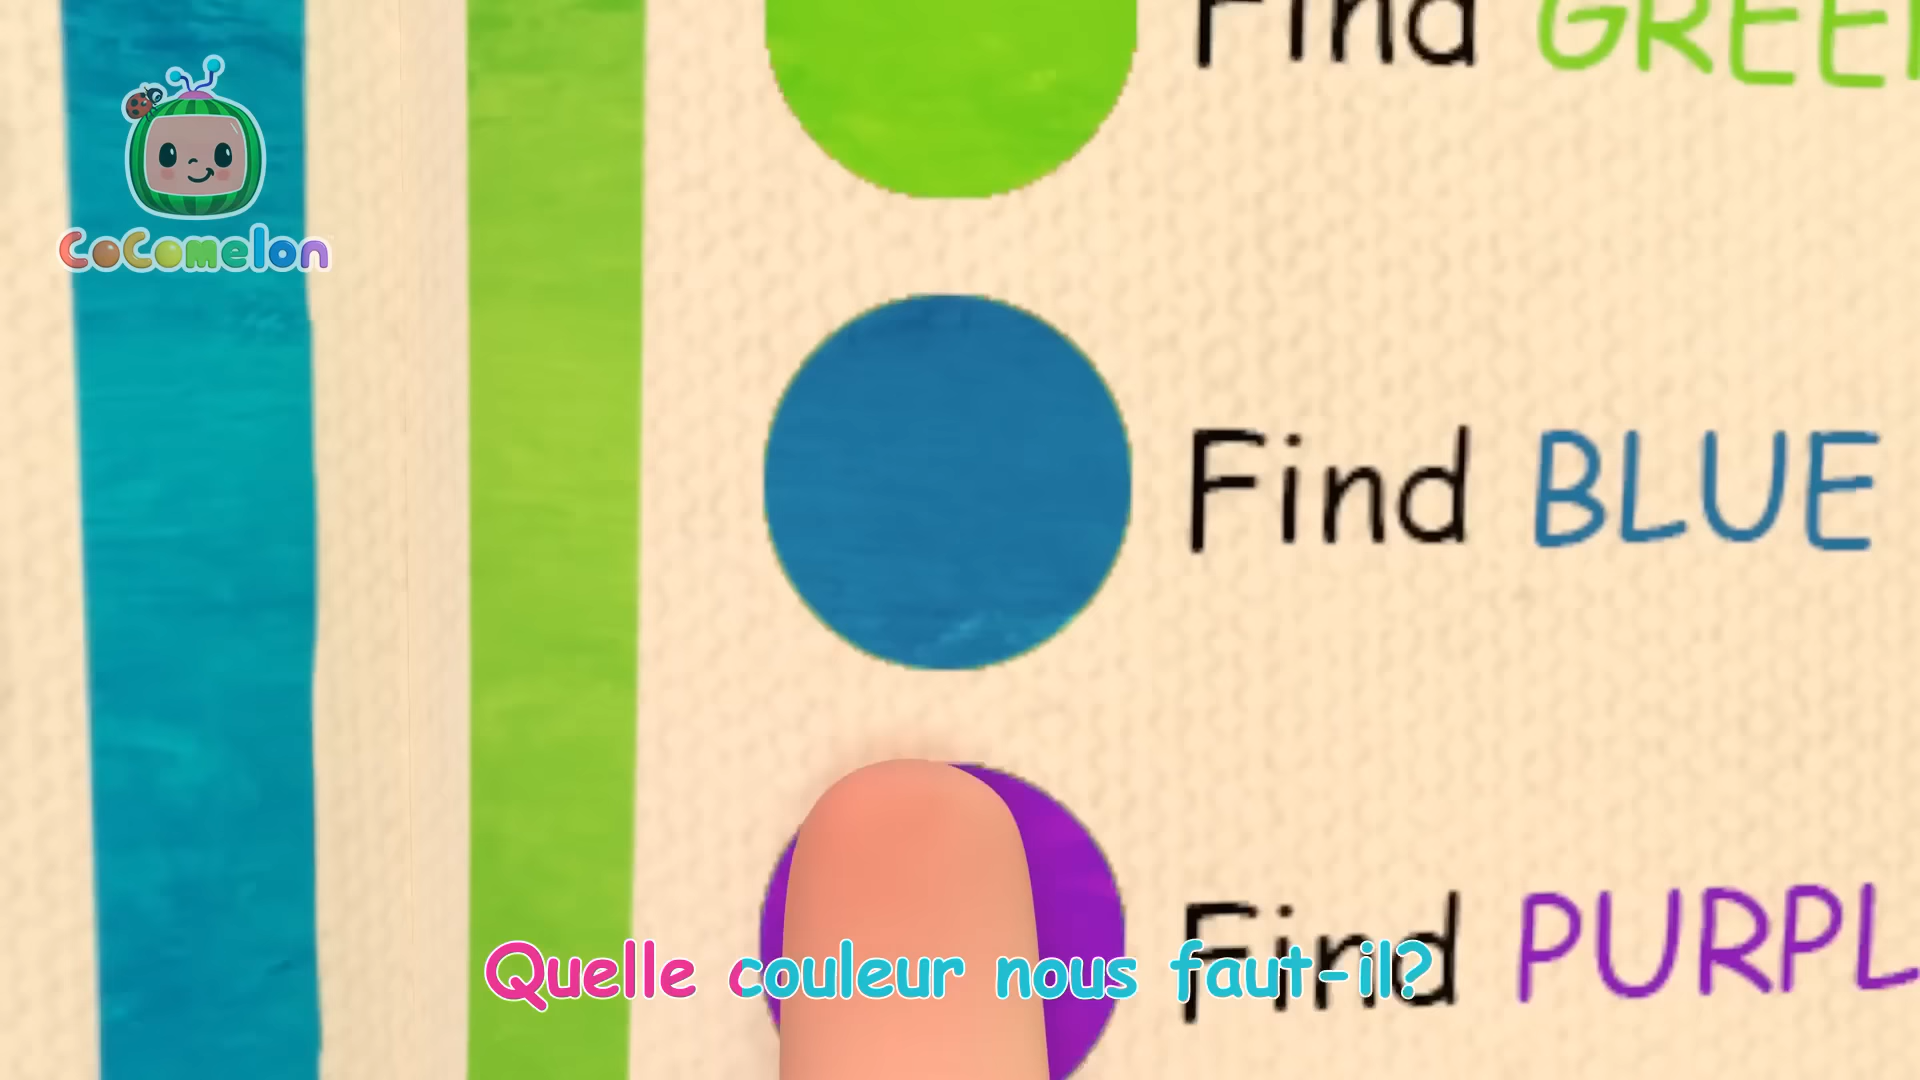 Find GREE
CoComelon
Find BLUE
Find PURPL
Quelle couleur nous faut-il?